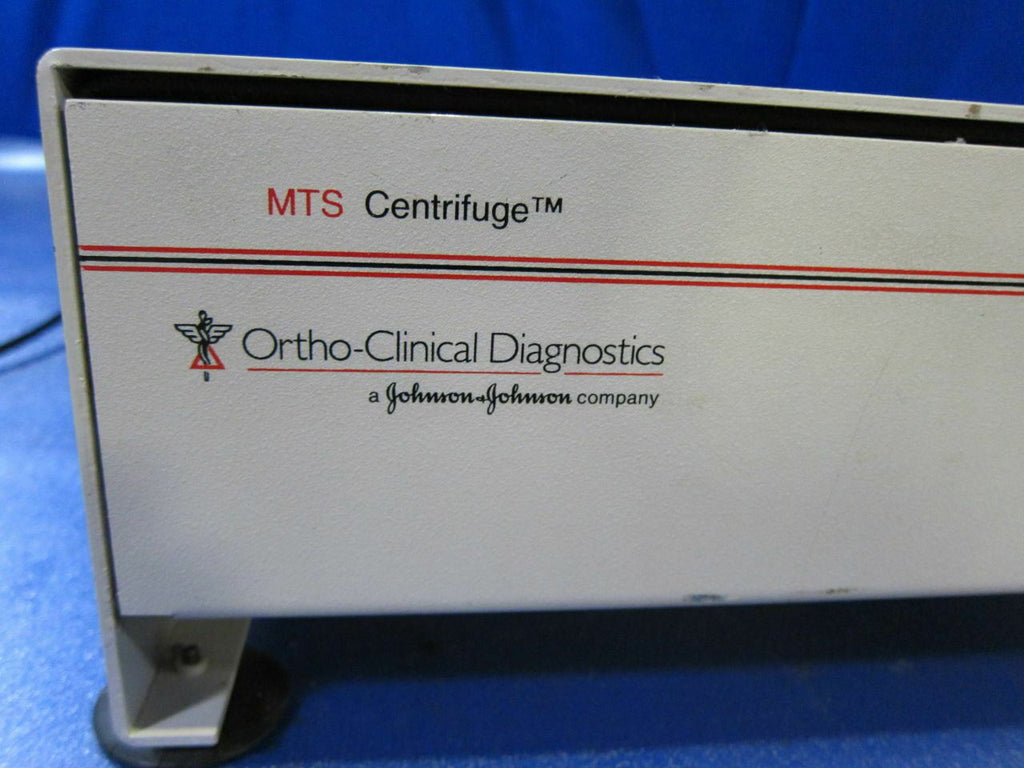 MTS Centrifuge™
Ortho-Clinical Diagnostics
a Johnson&Johnson company